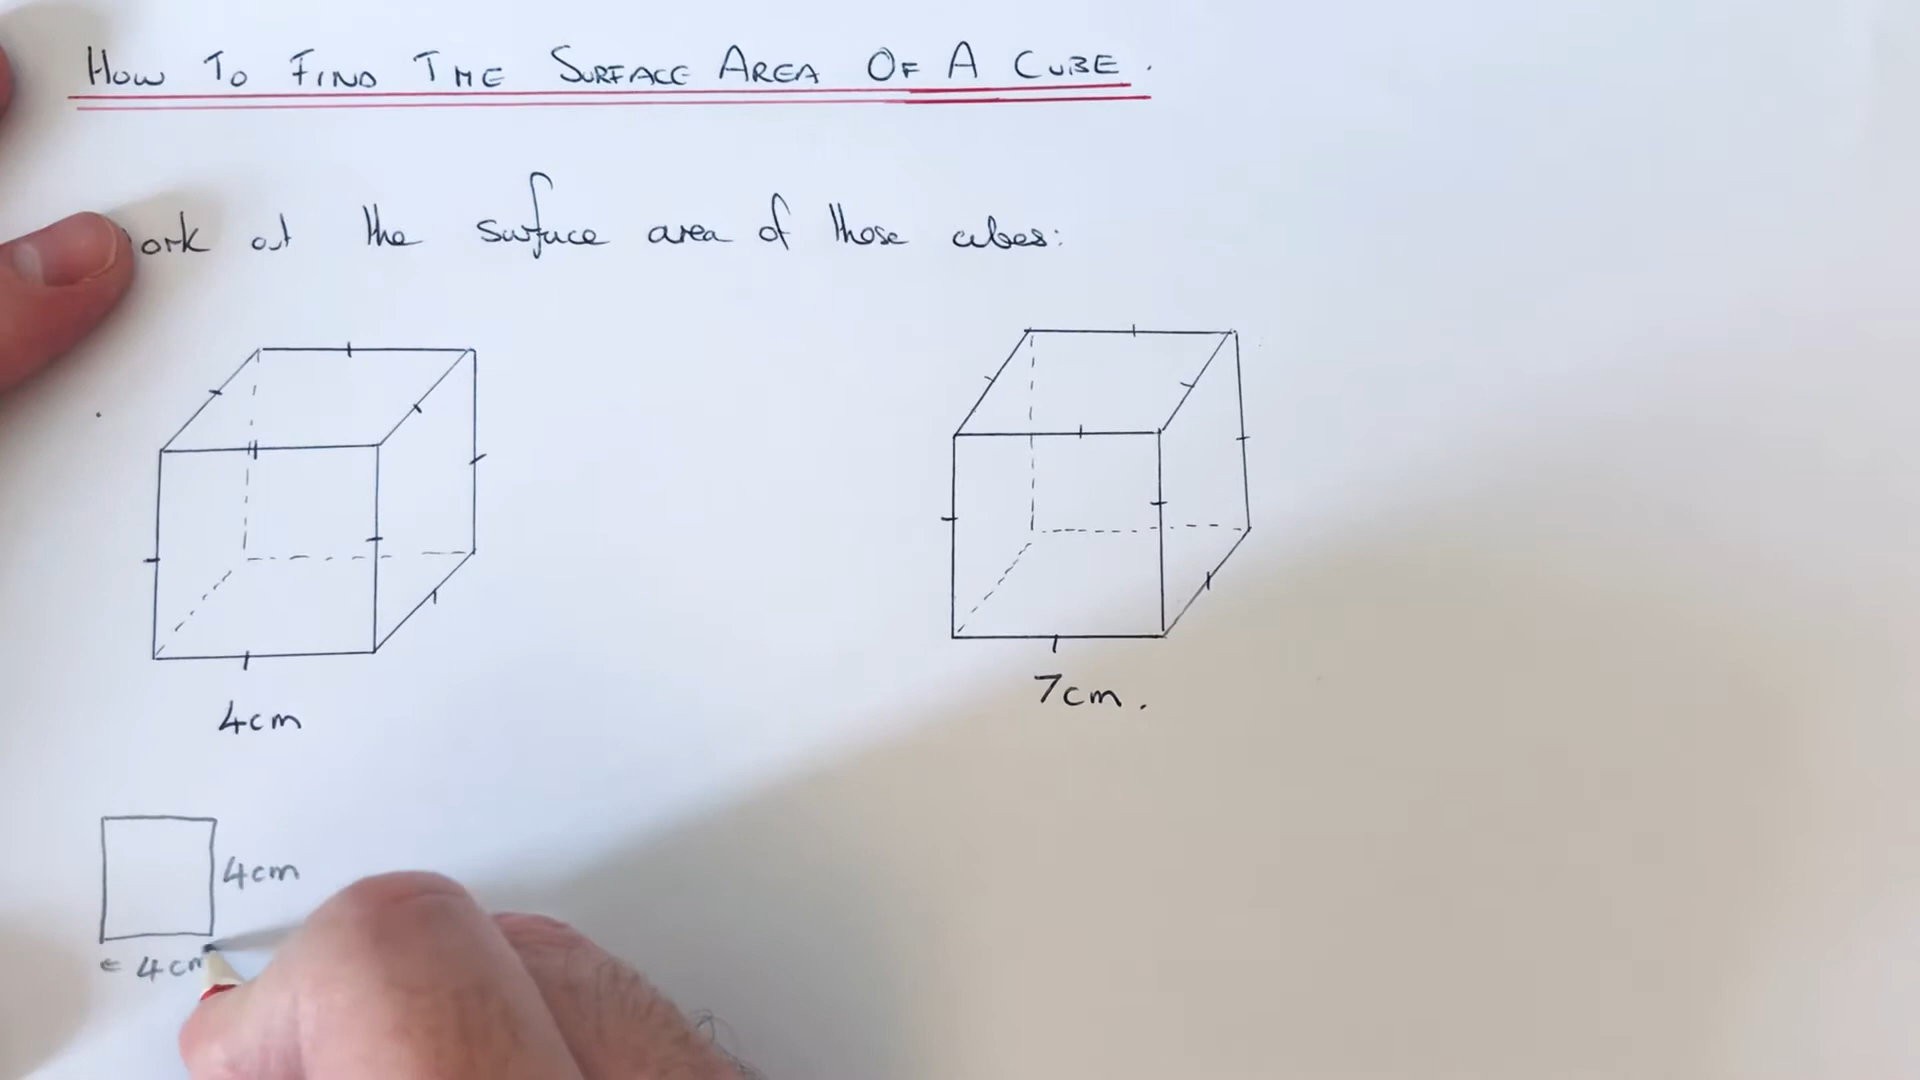 HOW TO FIND THE SURFACE AREA OF A CUBE.
ork out the surface area of these cubes:
4cm
7cm.
4cm
4cm